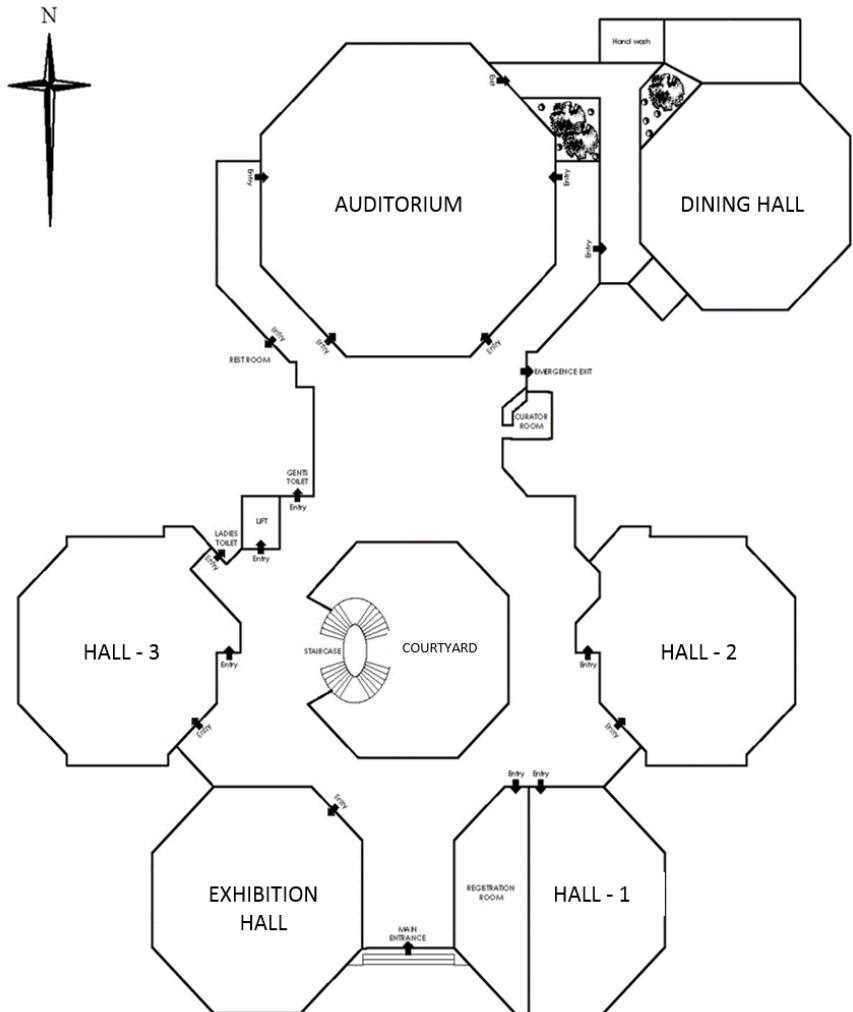 N
Hand wash
Exit
Entry
Entry
AUDITORIUM
DINING HALL
Entry
Entry
Entry
Entry
REST ROOM
EMERGENCE EXIT
CURATOR
ROOM
GENTS
TOILET
Entry
LIFT
LADIES
TOILET
Entry
Entry
HALL - 3
STAIRCASE
COURTYARD
HALL - 2
Entry
Entry
Entry
Entry
Entry
Entry
Entry
EXHIBITION
HALL
REGISTRATION
ROOM
HALL - 1
MAIN
ENTRANCE